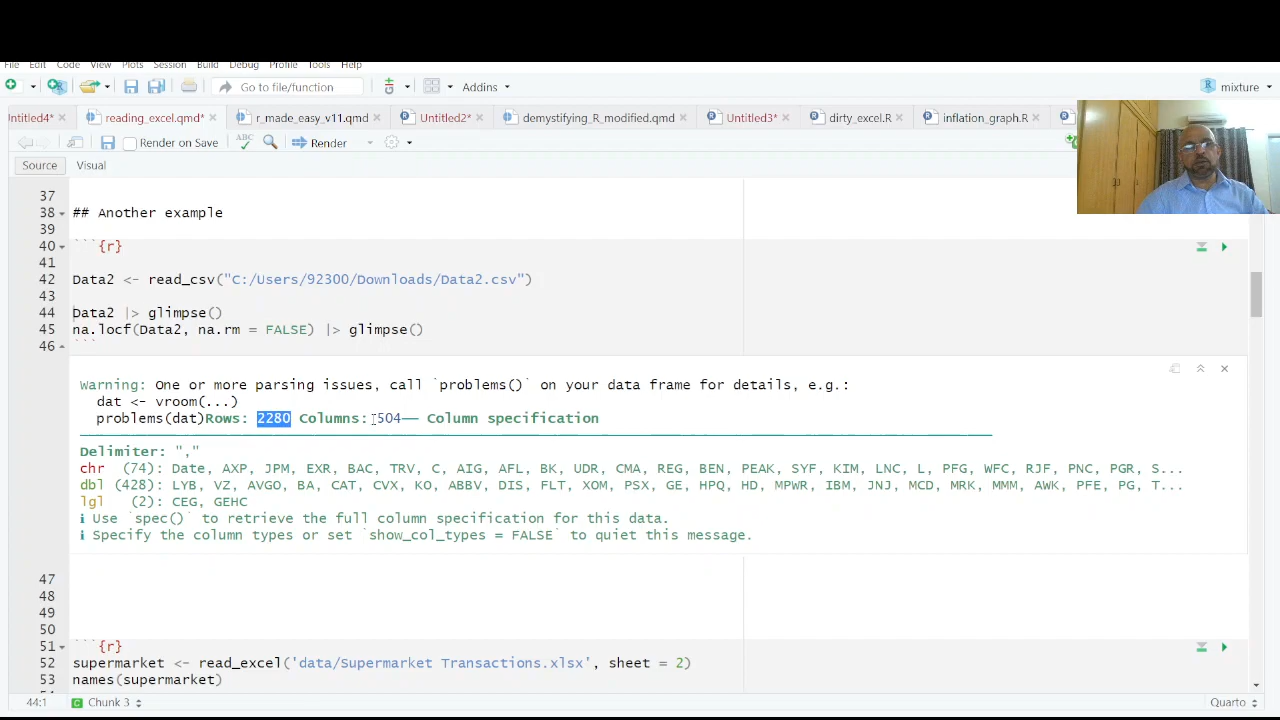 File Edit Code View Plots Session Build Debug Profile Tools Help
Go to file/function Addins mixture
Untitled4* reading_excel.qmd* r_made_easy_v11.qmd Untitled2* demystifying_R_modified.qmd Untitled3* dirty_excel.R inflation_graph.R
Render on Save ABC Render
Source Visual
37
38 ## Another example
39
40 ```{r}
41
42 Data2 <- read_csv("C:/Users/92300/Downloads/Data2.csv")
43
44 Data2 |> glimpse()
45 na.locf(Data2, na.rm = FALSE) |> glimpse()
46 ```
Warning: One or more parsing issues, call `problems()` on your data frame for details, e.g.:
dat <- vroom(...)
problems(dat)Rows: 2280 Columns: 504── Column specification
Delimiter: ","
chr (74): Date, AXP, JPM, EXR, BAC, TRV, C, AIG, AFL, BK, UDR, CMA, REG, BEN, PEAK, SYF, KIM, LNC, L, PFG, WFC, RJF, PNC, PGR, S...
dbl (428): LYB, VZ, AVGO, BA, CAT, CVX, KO, ABBV, DIS, FLT, XOM, PSX, GE, HPQ, HD, MPWR, IBM, JNJ, MCD, MRK, MMM, AWK, PFE, PG, T...
lgl (2): CEG, GEHC
ℹ Use `spec()` to retrieve the full column specification for this data.
ℹ Specify the column types or set `show_col_types = FALSE` to quiet this message.
47
48
49
50
51 ```{r}
52 supermarket <- read_excel('data/Supermarket Transactions.xlsx', sheet = 2)
53 names(supermarket)
44:1 Chunk 3 Quarto